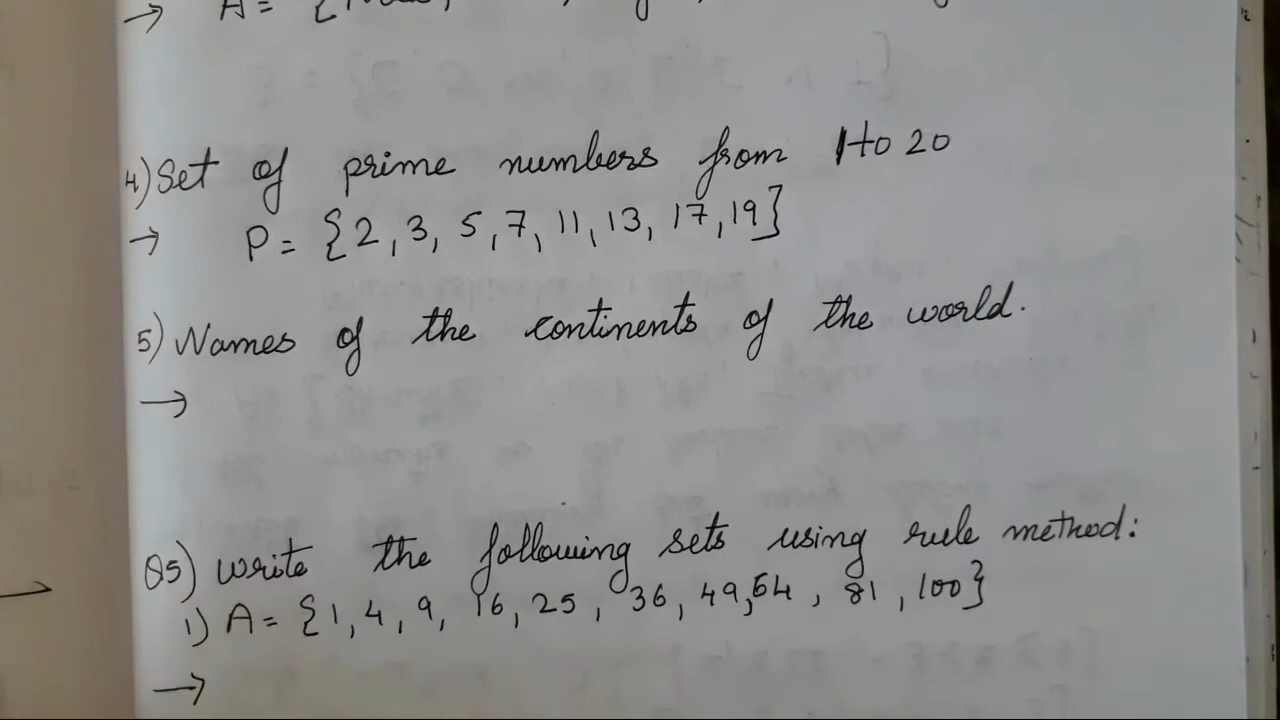 → A = {
4) Set of prime numbers from 1 to 20
→ P = {2, 3, 5, 7, 11, 13, 17, 19}
5) Names of the continents of the world.
→
Q5) write the following sets using rule method:
1) A = {1, 4, 9, 16, 25, 36, 49, 64, 81, 100}
→